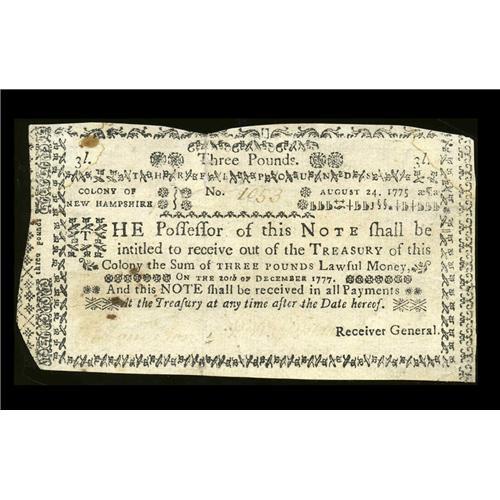 3l. Three Pounds. 3l.
COLONY OF NEW HAMPSHIRE. No. 1053 AUGUST 24, 1775
THE Possessor of this NOTE shall be
intitled to receive out of the TREASURY of this
Colony the Sum of THREE POUNDS Lawful Money,
ON THE 20th OF DECEMBER 1777.
And this NOTE shall be received in all Payments
at the Treasury at any time after the Date hereof.
Receiver General.
three pounds